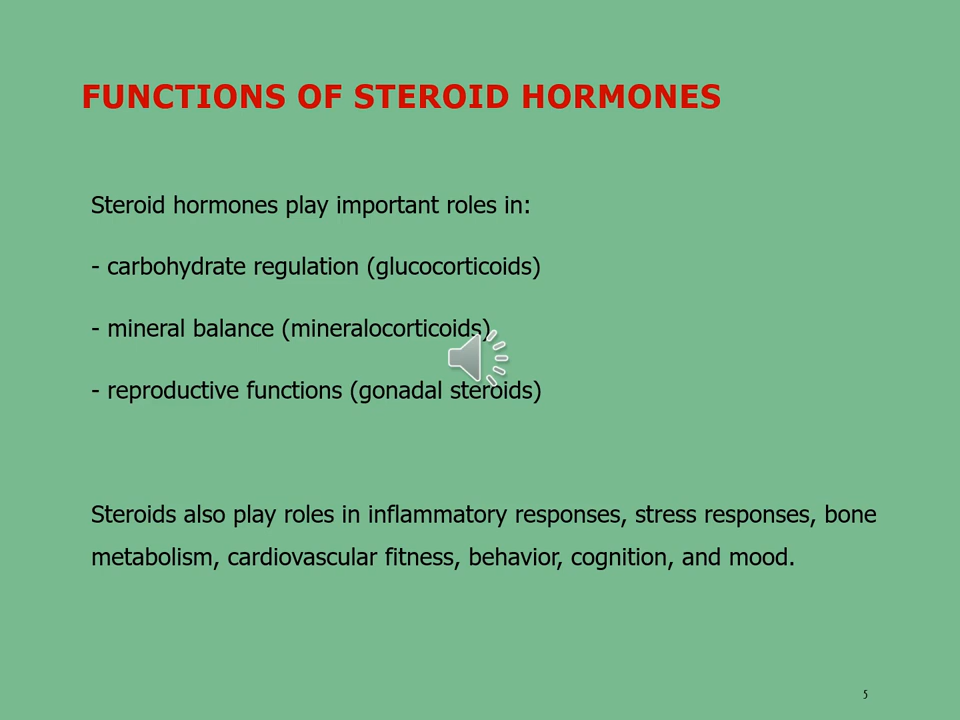 FUNCTIONS OF STEROID HORMONES
Steroid hormones play important roles in:
- carbohydrate regulation (glucocorticoids)
- mineral balance (mineralocorticoids)
- reproductive functions (gonadal steroids)
Steroids also play roles in inflammatory responses, stress responses, bone
metabolism, cardiovascular fitness, behavior, cognition, and mood.
5